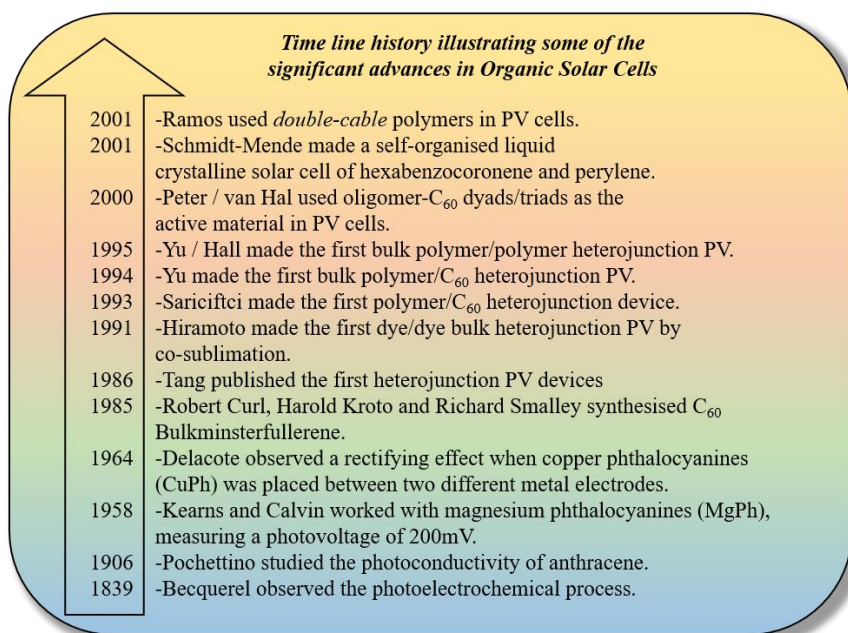 Time line history illustrating some of the
significant advances in Organic Solar Cells
2001 -Ramos used double-cable polymers in PV cells.
2001 -Schmidt-Mende made a self-organised liquid
crystalline solar cell of hexabenzocoronene and perylene.
2000 -Peter / van Hal used oligomer-C₆₀ dyads/triads as the
active material in PV cells.
1995 -Yu / Hall made the first bulk polymer/polymer heterojunction PV.
1994 -Yu made the first bulk polymer/C₆₀ heterojunction PV.
1993 -Sariciftci made the first polymer/C₆₀ heterojunction device.
1991 -Hiramoto made the first dye/dye bulk heterojunction PV by
co-sublimation.
1986 -Tang published the first heterojunction PV devices
1985 -Robert Curl, Harold Kroto and Richard Smalley synthesised C₆₀
Bulkminsterfullerene.
1964 -Delacote observed a rectifying effect when copper phthalocyanines
(CuPh) was placed between two different metal electrodes.
1958 -Kearns and Calvin worked with magnesium phthalocyanines (MgPh),
measuring a photovoltage of 200mV.
1906 -Pochettino studied the photoconductivity of anthracene.
1839 -Becquerel observed the photoelectrochemical process.